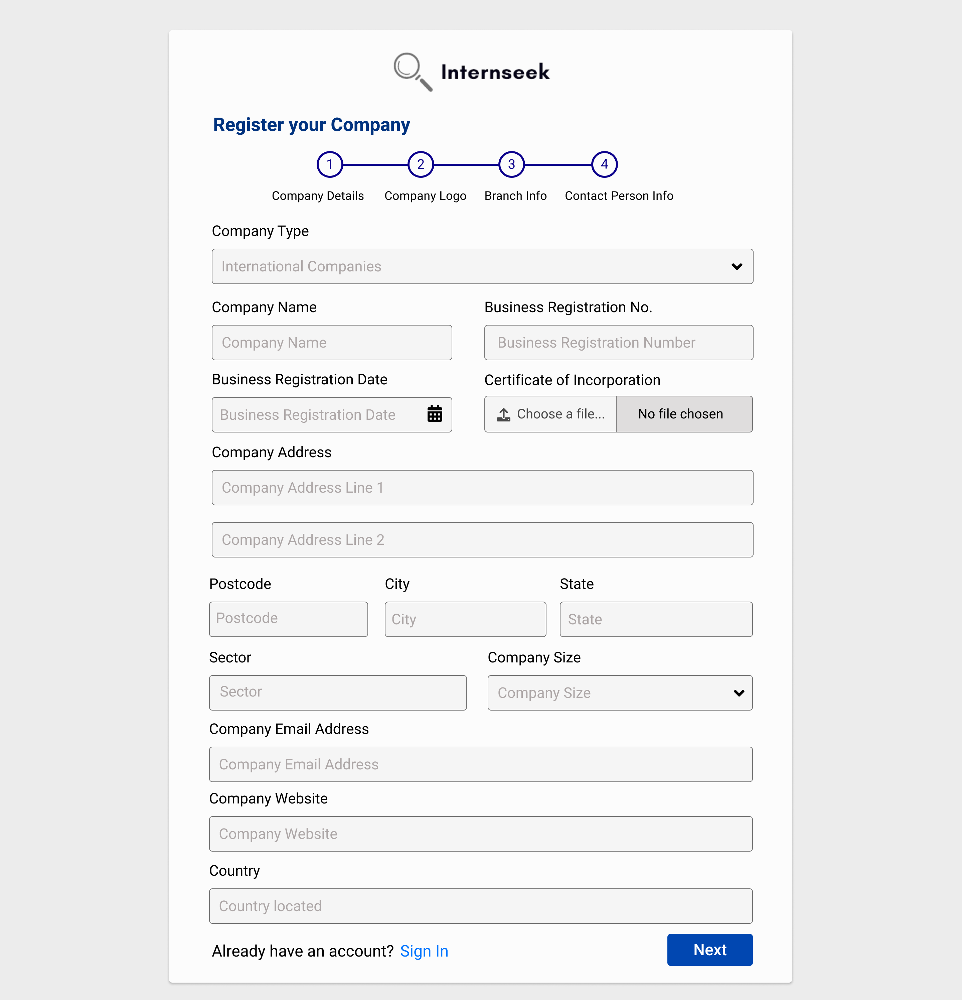 Internseek
Register your Company
1 2 3 4
Company Details Company Logo Branch Info Contact Person Info
Company Type
International Companies
Company Name Business Registration No.
Company Name Business Registration Number
Business Registration Date Certificate of Incorporation
Business Registration Date Choose a file... No file chosen
Company Address
Company Address Line 1
Company Address Line 2
Postcode City State
Postcode City State
Sector Company Size
Sector Company Size
Company Email Address
Company Email Address
Company Website
Company Website
Country
Country located
Already have an account? Sign In Next